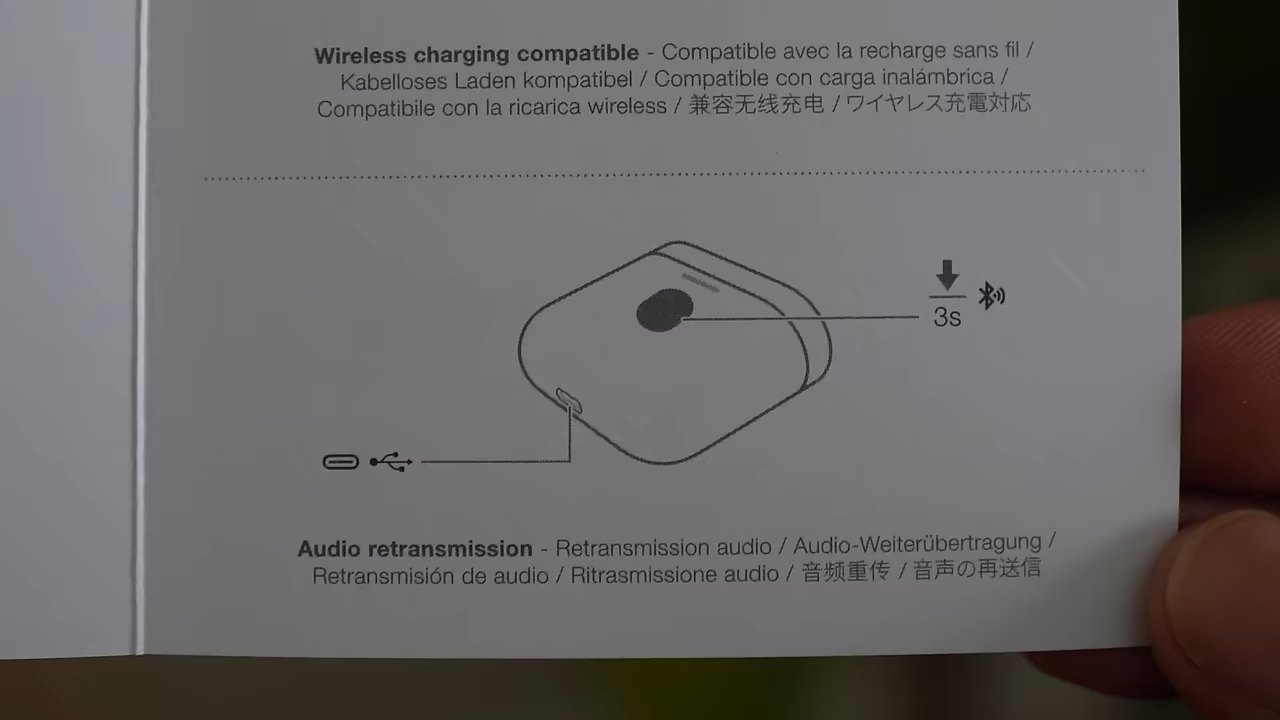 Wireless charging compatible - Compatible avec la recharge sans fil /
Kabelloses Laden kompatibel / Compatible con carga inalámbrica /
Compatibile con la ricarica wireless / 兼容无线充电 / ワイヤレス充電対応
3s
Audio retransmission - Retransmission audio / Audio-Weiterübertragung /
Retransmisión de audio / Ritrasmissione audio / 音频重传 / 音声の再送信